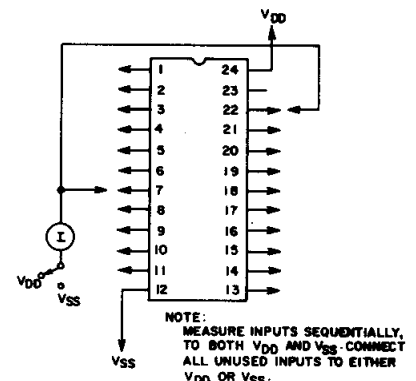 VDD
1 24
2 23
3 22
4 21
5 20
6 19
7 18
8 17
9 16
10 15
11 14
12 13
I
VDD
VSS
VSS
NOTE:
MEASURE INPUTS SEQUENTIALLY,
TO BOTH VDD AND VSS. CONNECT
ALL UNUSED INPUTS TO EITHER
VDD OR VSS.